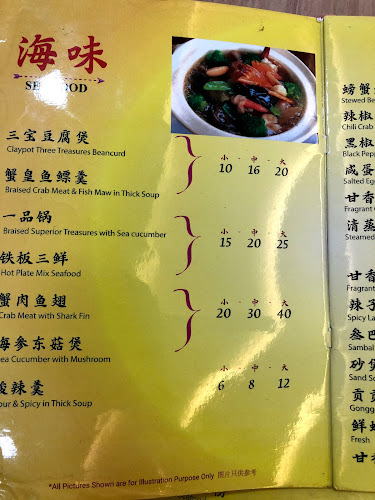 海味
SEAFOOD
三宝豆腐煲
Claypot Three Treasures Beancurd
蟹皇鱼鳔羹
Braised Crab Meat & Fish Maw in Thick Soup
小 · 中 · 大
10 16 20
一品锅
Braised Superior Treasures with Sea cucumber
铁板三鲜
Hot Plate Mix Seafood
小 · 中 · 大
15 20 25
蟹肉鱼翅
Crab Meat with Shark Fin
海参东菇煲
Sea Cucumber with Mushroom
小 · 中 · 大
20 30 40
酸辣羹
our & Spicy in Thick Soup
小 · 中 · 大
6 8 12
*All Pictures Shown are for Illustration Purpose Only 图片只供参考
螃蟹
Stewed Be
辣椒
Chili Crab
黑椒
Black Pepp
咸蛋
Salted Eg
甘香
Fragrant
清蒸
Steamed
甘香
Fragrant
辣子
Spicy La
叁巴
Sambal
砂煲
Sand So
贡
Gongg
鲜
Fresh
甘